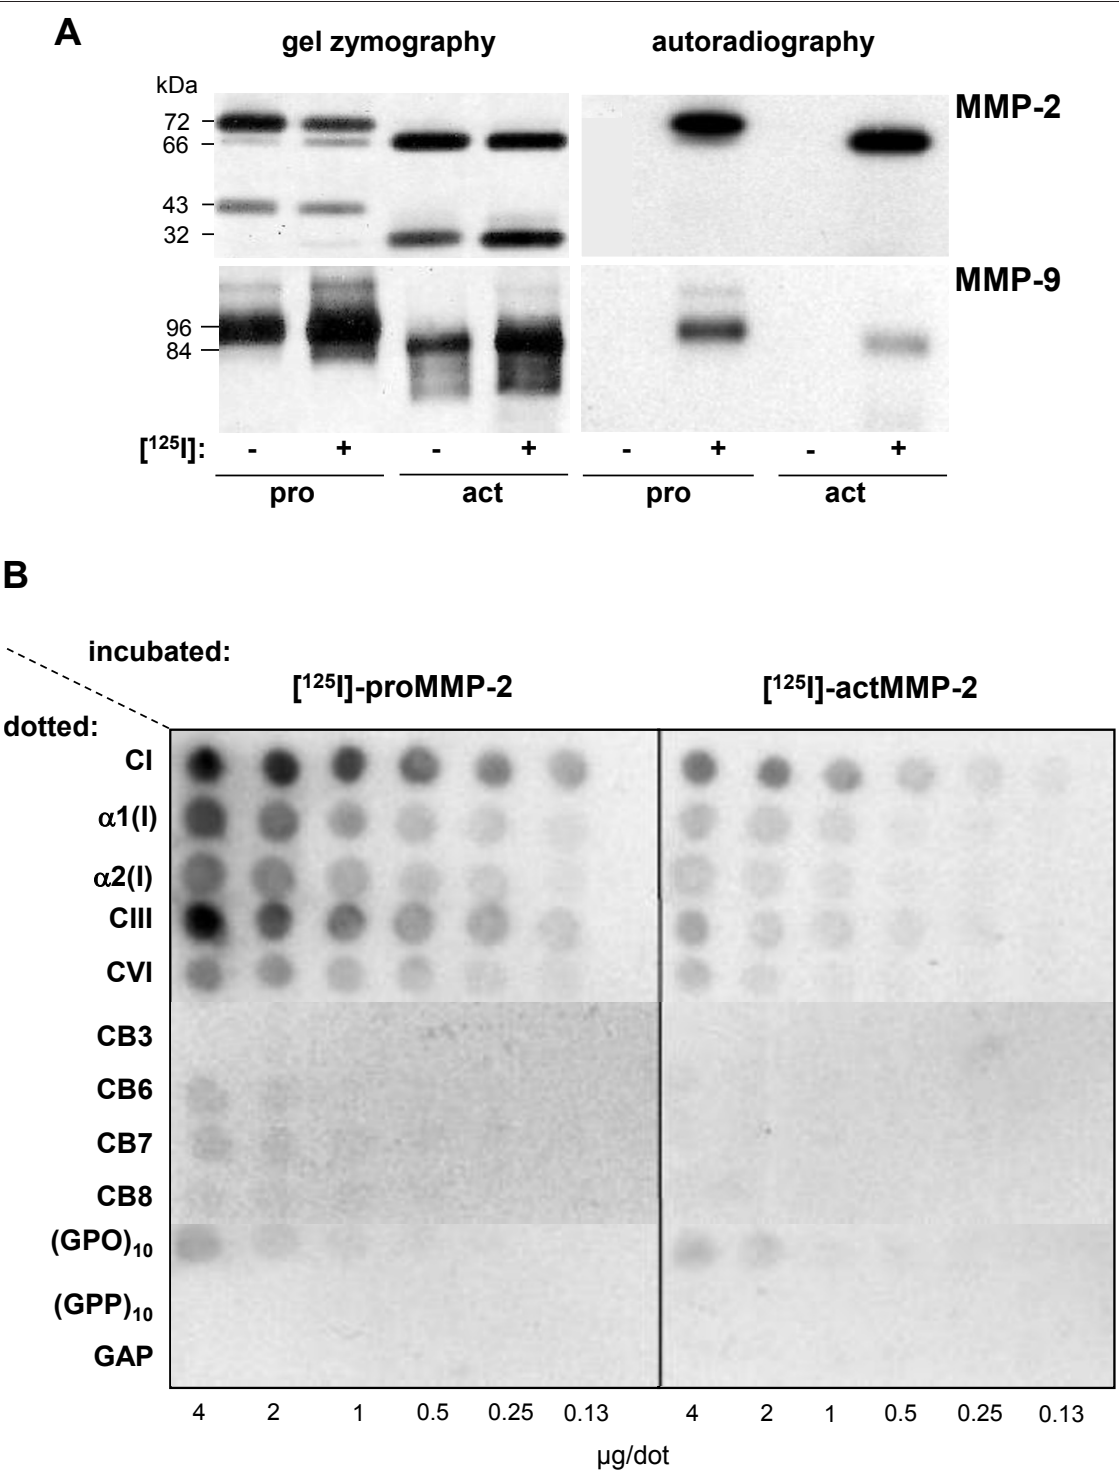 A
gel zymography
autoradiography
kDa
72
66
43
32
MMP-2
MMP-9
96
84
[¹²⁵I]: - + - + - + - +
pro act pro act
B
incubated:
[¹²⁵I]-proMMP-2 [¹²⁵I]-actMMP-2
dotted:
CI
α1(I)
α2(I)
CIII
CVI
CB3
CB6
CB7
CB8
(GPO)₁₀
(GPP)₁₀
GAP
4 2 1 0.5 0.25 0.13 4 2 1 0.5 0.25 0.13
µg/dot